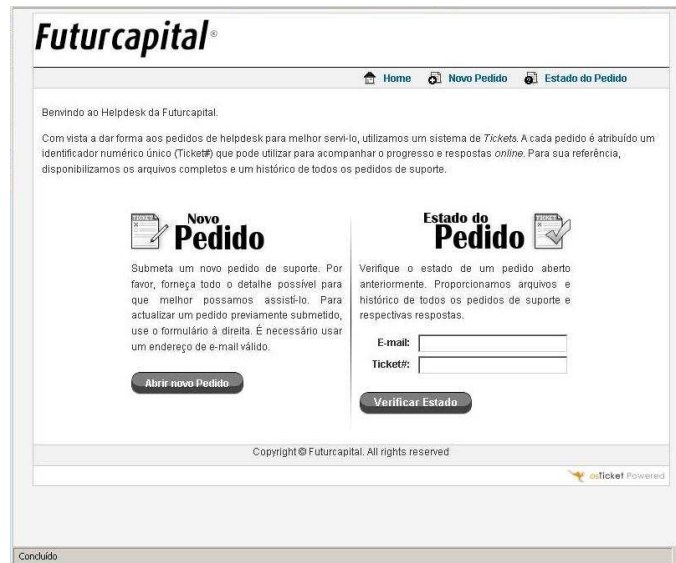 Futurcapital®
Home Novo Pedido Estado do Pedido
Benvindo ao Helpdesk da Futurcapital.
Com vista a dar forma aos pedidos de helpdesk para melhor servi-lo, utilizamos um sistema de Tickets. A cada pedido é atribuído um
identificador numérico único (Ticket#) que pode utilizar para acompanhar o progresso e respostas online. Para sua referência,
disponibilizamos os arquivos completos e um histórico de todos os pedidos de suporte.
Novo
Pedido
Submeta um novo pedido de suporte. Por
favor, forneça todo o detalhe possível para
que melhor possamos assistí-lo. Para
actualizar um pedido previamente submetido,
use o formulário à direita. É necessário usar
um endereço de e-mail válido.
Abrir novo Pedido
Estado do
Pedido
Verifique o estado de um pedido aberto
anteriormente. Proporcionamos arquivos e
histórico de todos os pedidos de suporte e
respectivas respostas.
E-mail:
Ticket#:
Verificar Estado
Copyright © Futurcapital. All rights reserved
osTicket Powered
Concluído